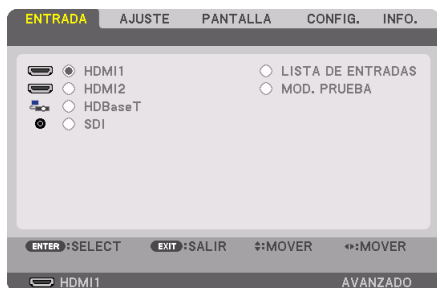 ENTRADA AJUSTE PANTALLA CONFIG. INFO.
HDMI1 LISTA DE ENTRADAS
HDMI2 MOD. PRUEBA
HDBaseT
SDI
ENTER:SELECT EXIT:SALIR :MOVER :MOVER
HDMI1 AVANZADO